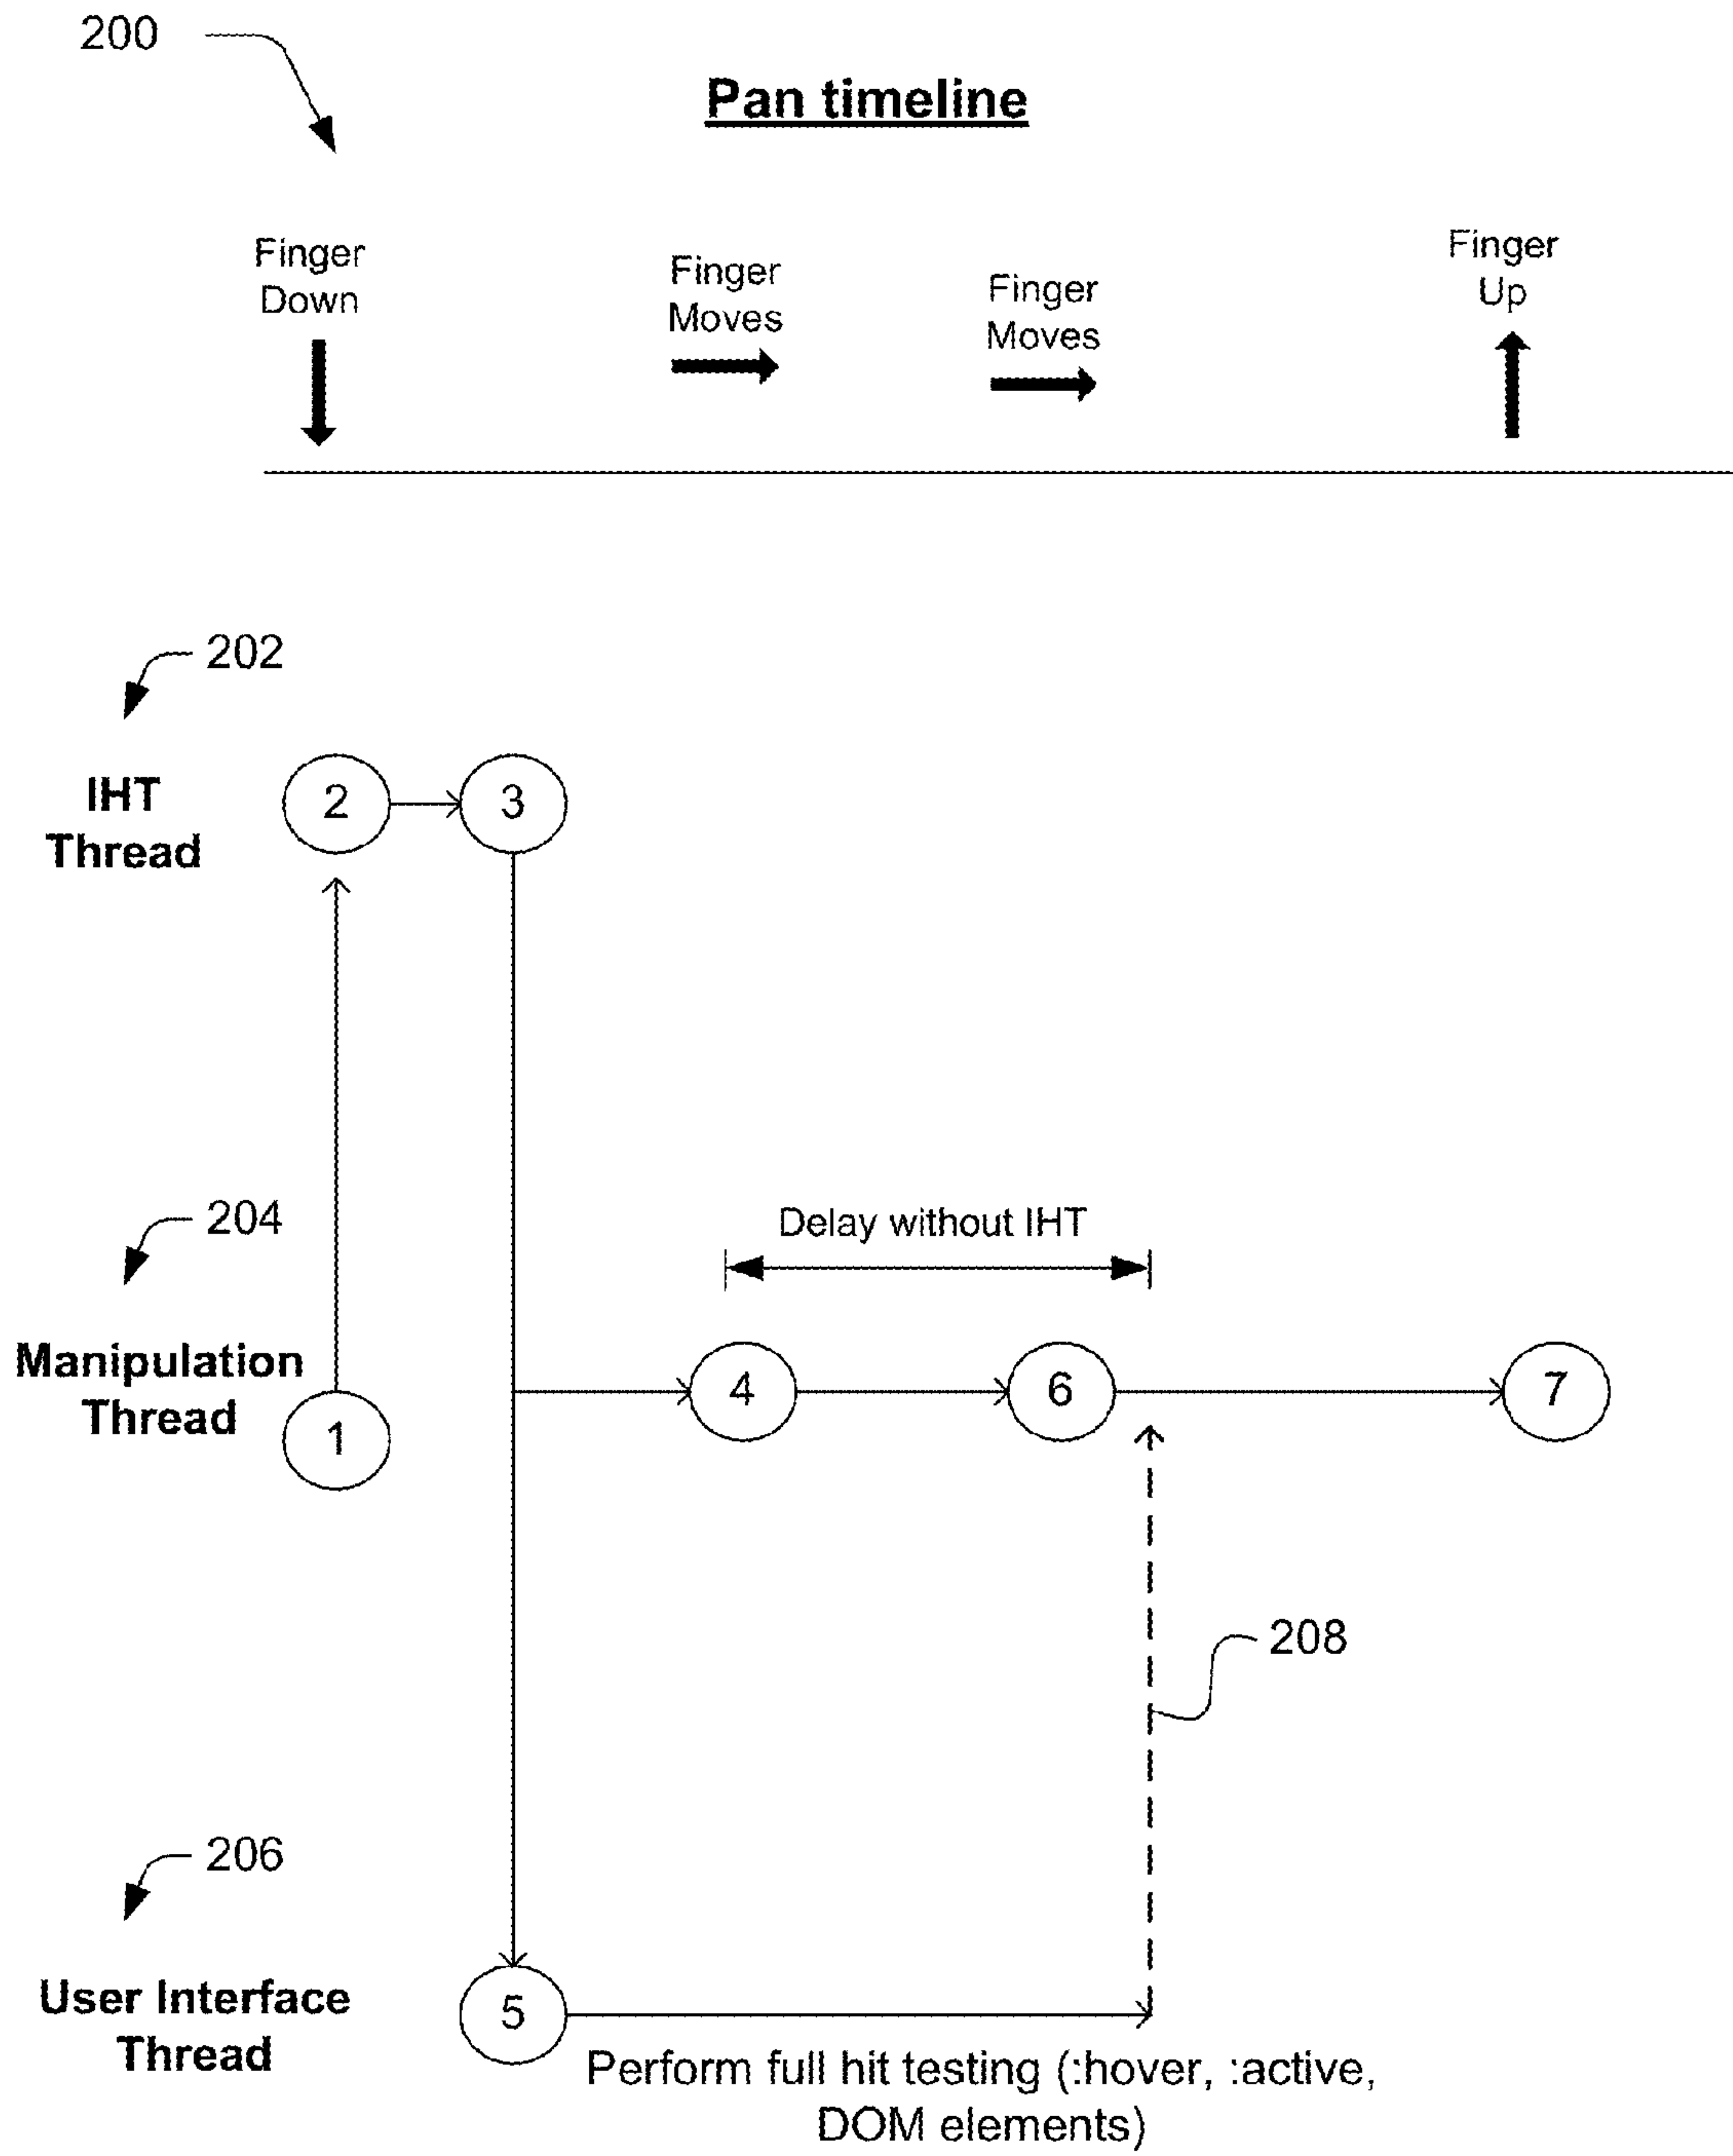 200
Pan timeline
Finger
Down
Finger
Moves
Finger
Moves
Finger
Up
202
IHT
Thread
2
3
204
Delay without IHT
Manipulation
Thread
1
4
6
7
208
206
User Interface
Thread
5
Perform full hit testing (:hover, :active,
DOM elements)